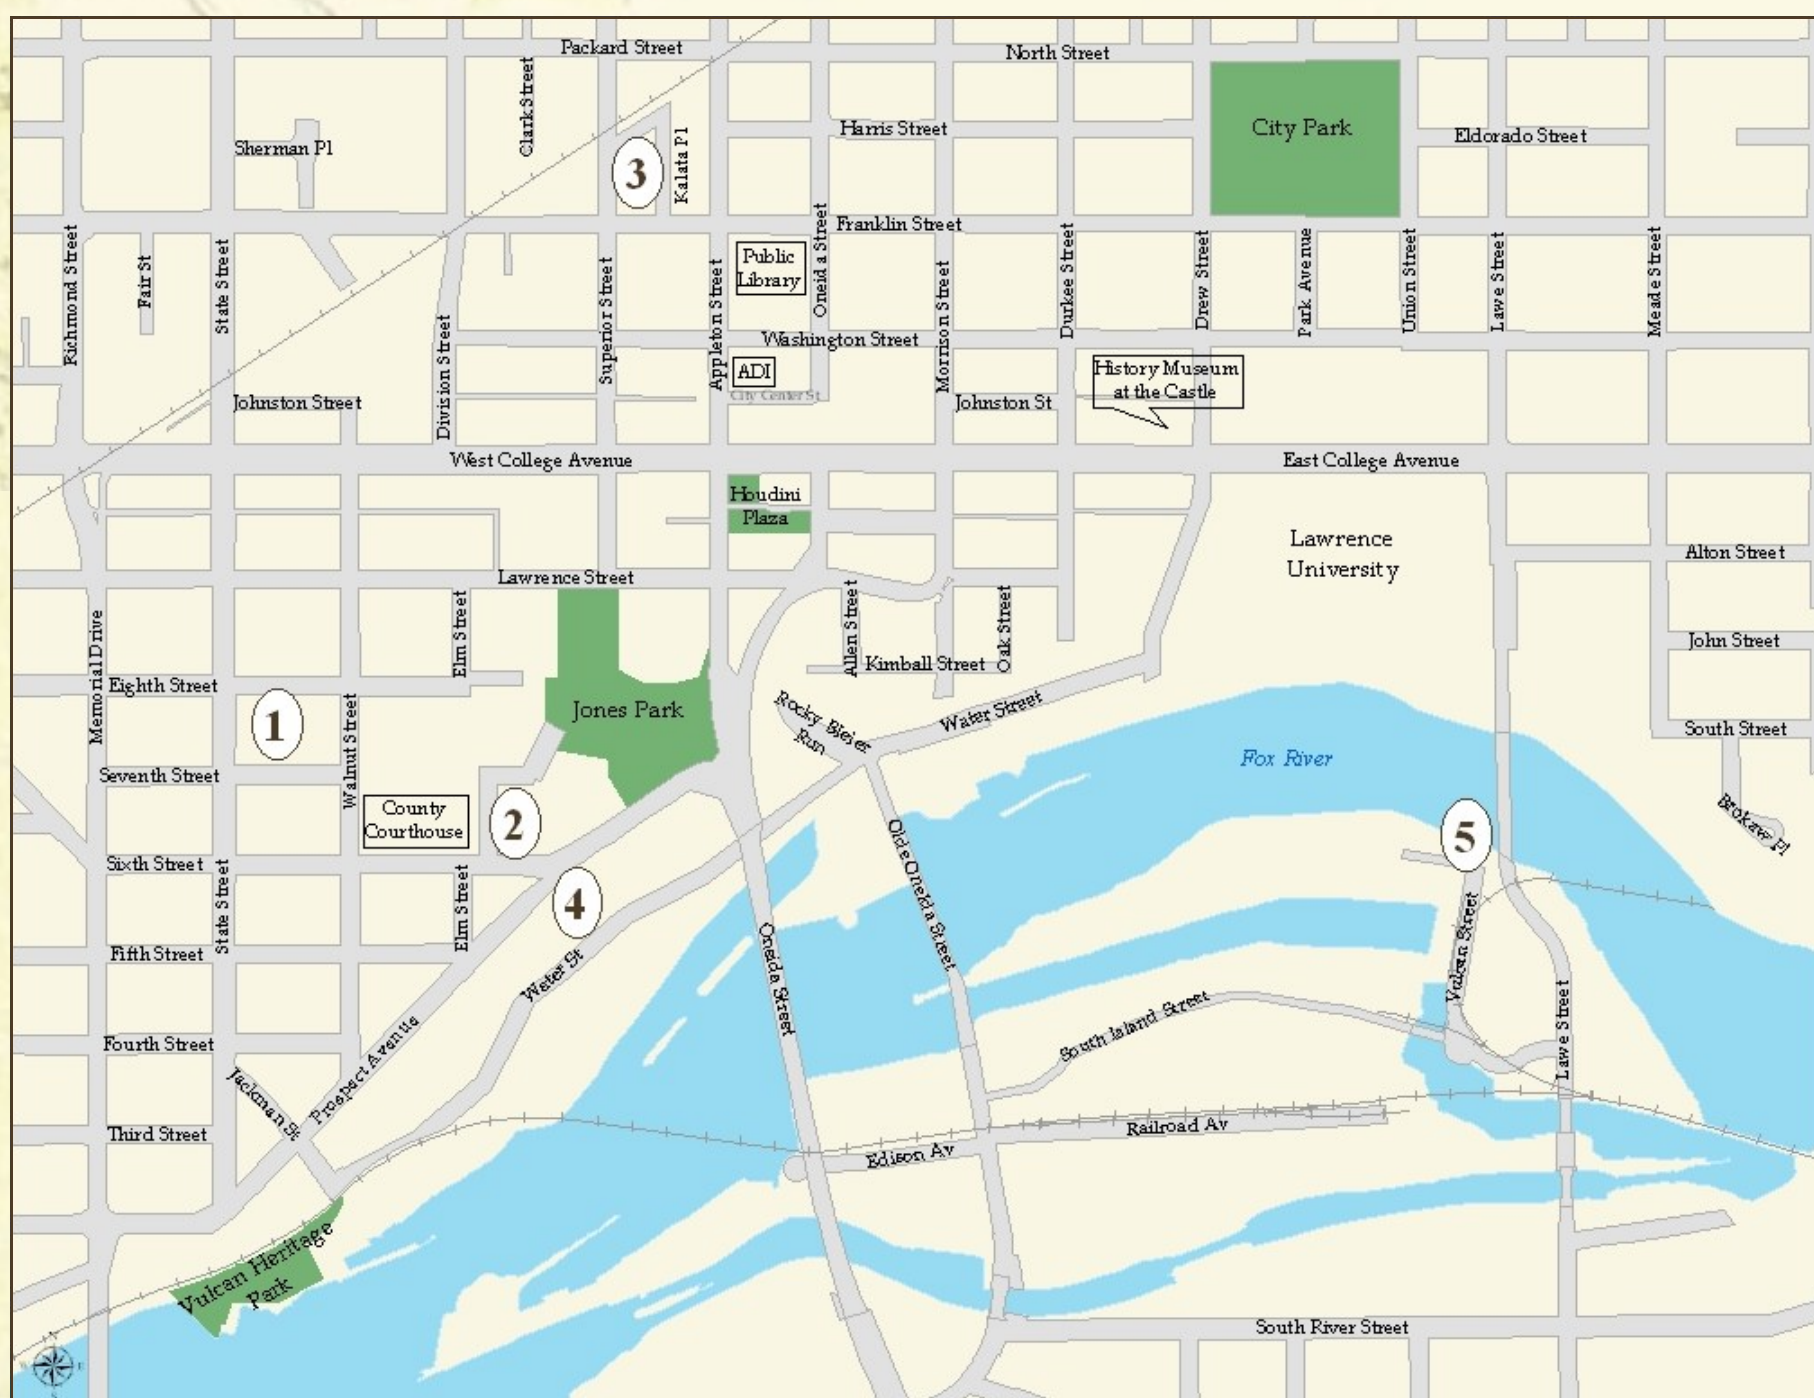 Packard Street
North Street
Clark Street
Harris Street
City Park
Eldorado Street
Sherman Pl
3
Kalata Pl
Franklin Street
Richmond Street
Fair St
State Street
Division Street
Superior Street
Appleton Street
Public
Library
Oneida Street
Morrison Street
Durkee Street
Drew Street
Park Avenue
Union Street
Lawe Street
Meade Street
Washington Street
ADI
City Center St
History Museum
at the Castle
Johnston Street
Johnston St
West College Avenue
East College Avenue
Houdini
Plaza
Lawrence
University
Alton Street
Lawrence Street
Memorial Drive
Elm Street
Allen Street
Oak Street
John Street
Kimball Street
Eighth Street
Jones Park
1
Walnut Street
Rocky Bleier
Run
Water Street
South Street
Fox River
Seventh Street
County
Courthouse
2
5
Brokaw Pl
Sixth Street
State Street
Elm Street
4
Olde Oneida Street
Oneida Street
Vulcan Street
Fifth Street
Water St
Lawe Street
South Island Street
Fourth Street
Jackman St
Prospect Avenue
Third Street
Railroad Av
Edison Av
Vulcan Heritage
Park
South River Street